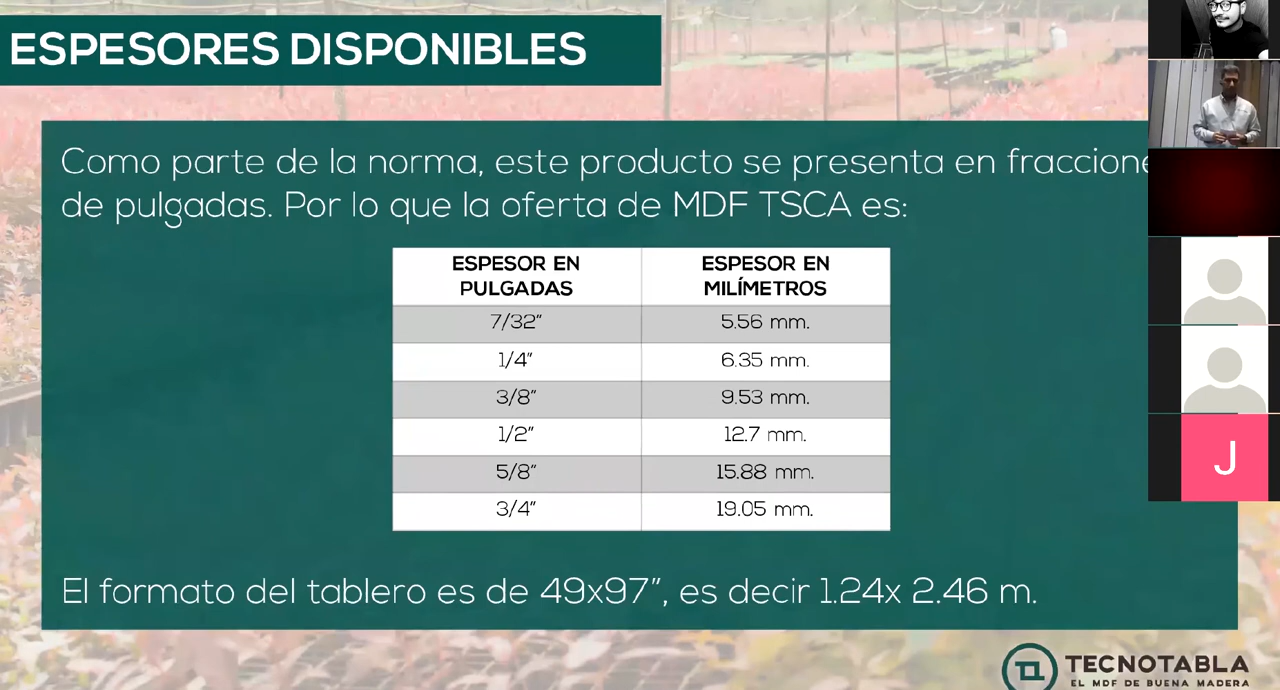 ESPESORES DISPONIBLES
Como parte de la norma, este producto se presenta en fraccione
de pulgadas. Por lo que la oferta de MDF TSCA es:
ESPESOR EN PULGADAS ESPESOR EN MILÍMETROS
7/32” 5.56 mm.
1/4” 6.35 mm.
3/8” 9.53 mm.
1/2” 12.7 mm.
5/8” 15.88 mm.
3/4” 19.05 mm.
El formato del tablero es de 49x97”, es decir 1.24x 2.46 m.
J
TECNOTABLA
EL MDF DE BUENA MADERA